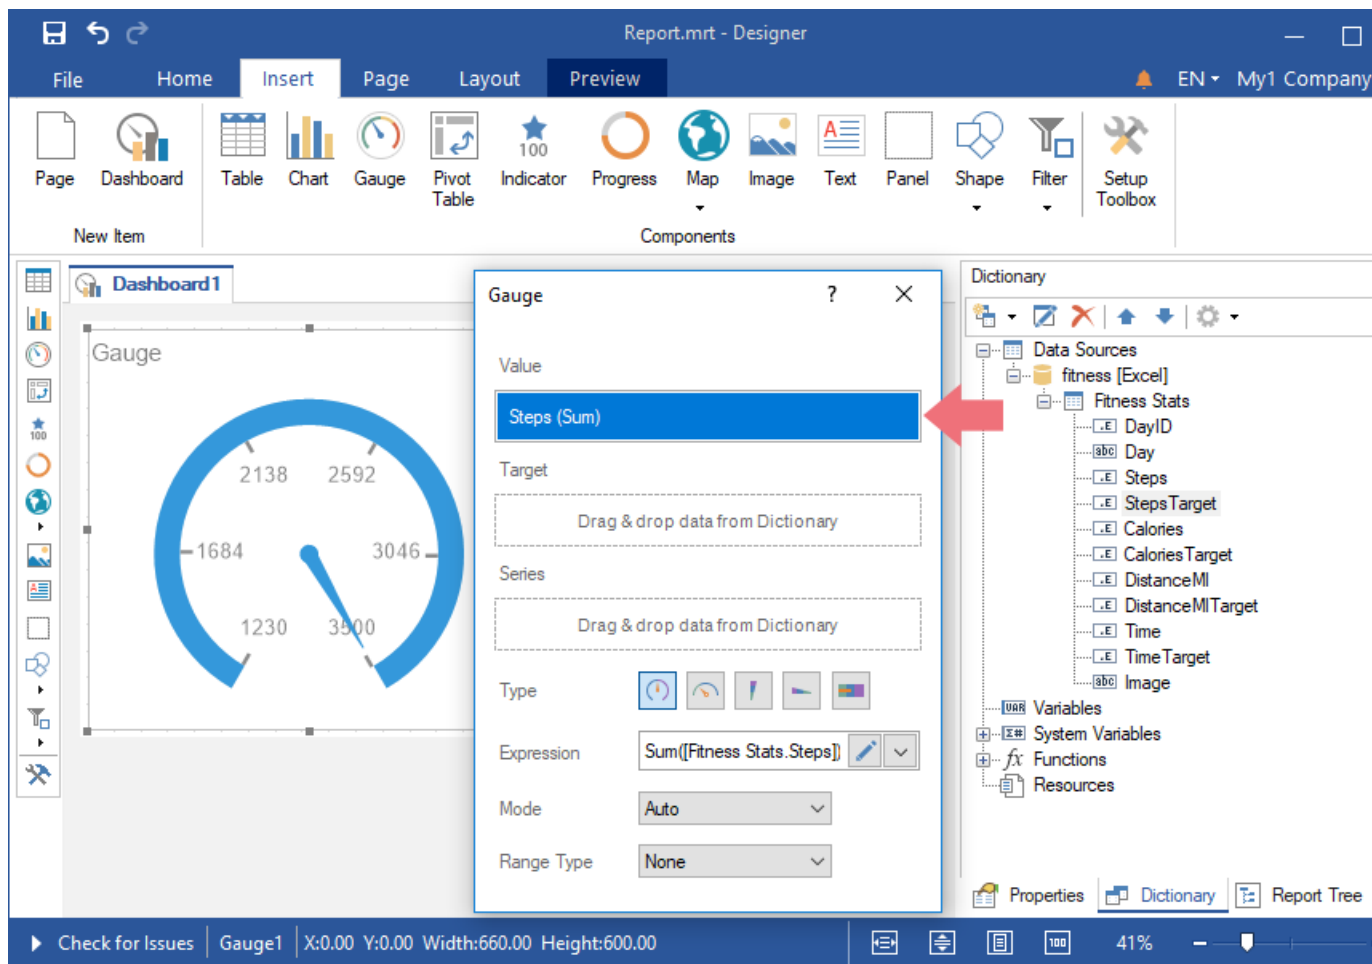 Report.mrt - Designer
File Home Insert Page Layout Preview EN My1 Company
Page Dashboard Table Chart Gauge Pivot Table 100 Indicator Progress Map Image Text Panel Shape Filter Setup Toolbox
New Item Components
Dashboard1
Gauge
2138 2592
1684 3046
1230 3500
100
Gauge ?
Value
Steps (Sum)
Target
Drag & drop data from Dictionary
Series
Drag & drop data from Dictionary
Type
Expression Sum([Fitness Stats.Steps])
Mode Auto
Range Type None
Dictionary
Data Sources
fitness [Excel]
Fitness Stats
.E DayID
abc Day
.E Steps
.E StepsTarget
.E Calories
.E CaloriesTarget
.E DistanceMI
.E DistanceMITarget
.E Time
.E TimeTarget
abc Image
VAR Variables
Σ# System Variables
fx Functions
Resources
Properties Dictionary Report Tree
Check for Issues Gauge1 X:0.00 Y:0.00 Width:660.00 Height:600.00 100 41%